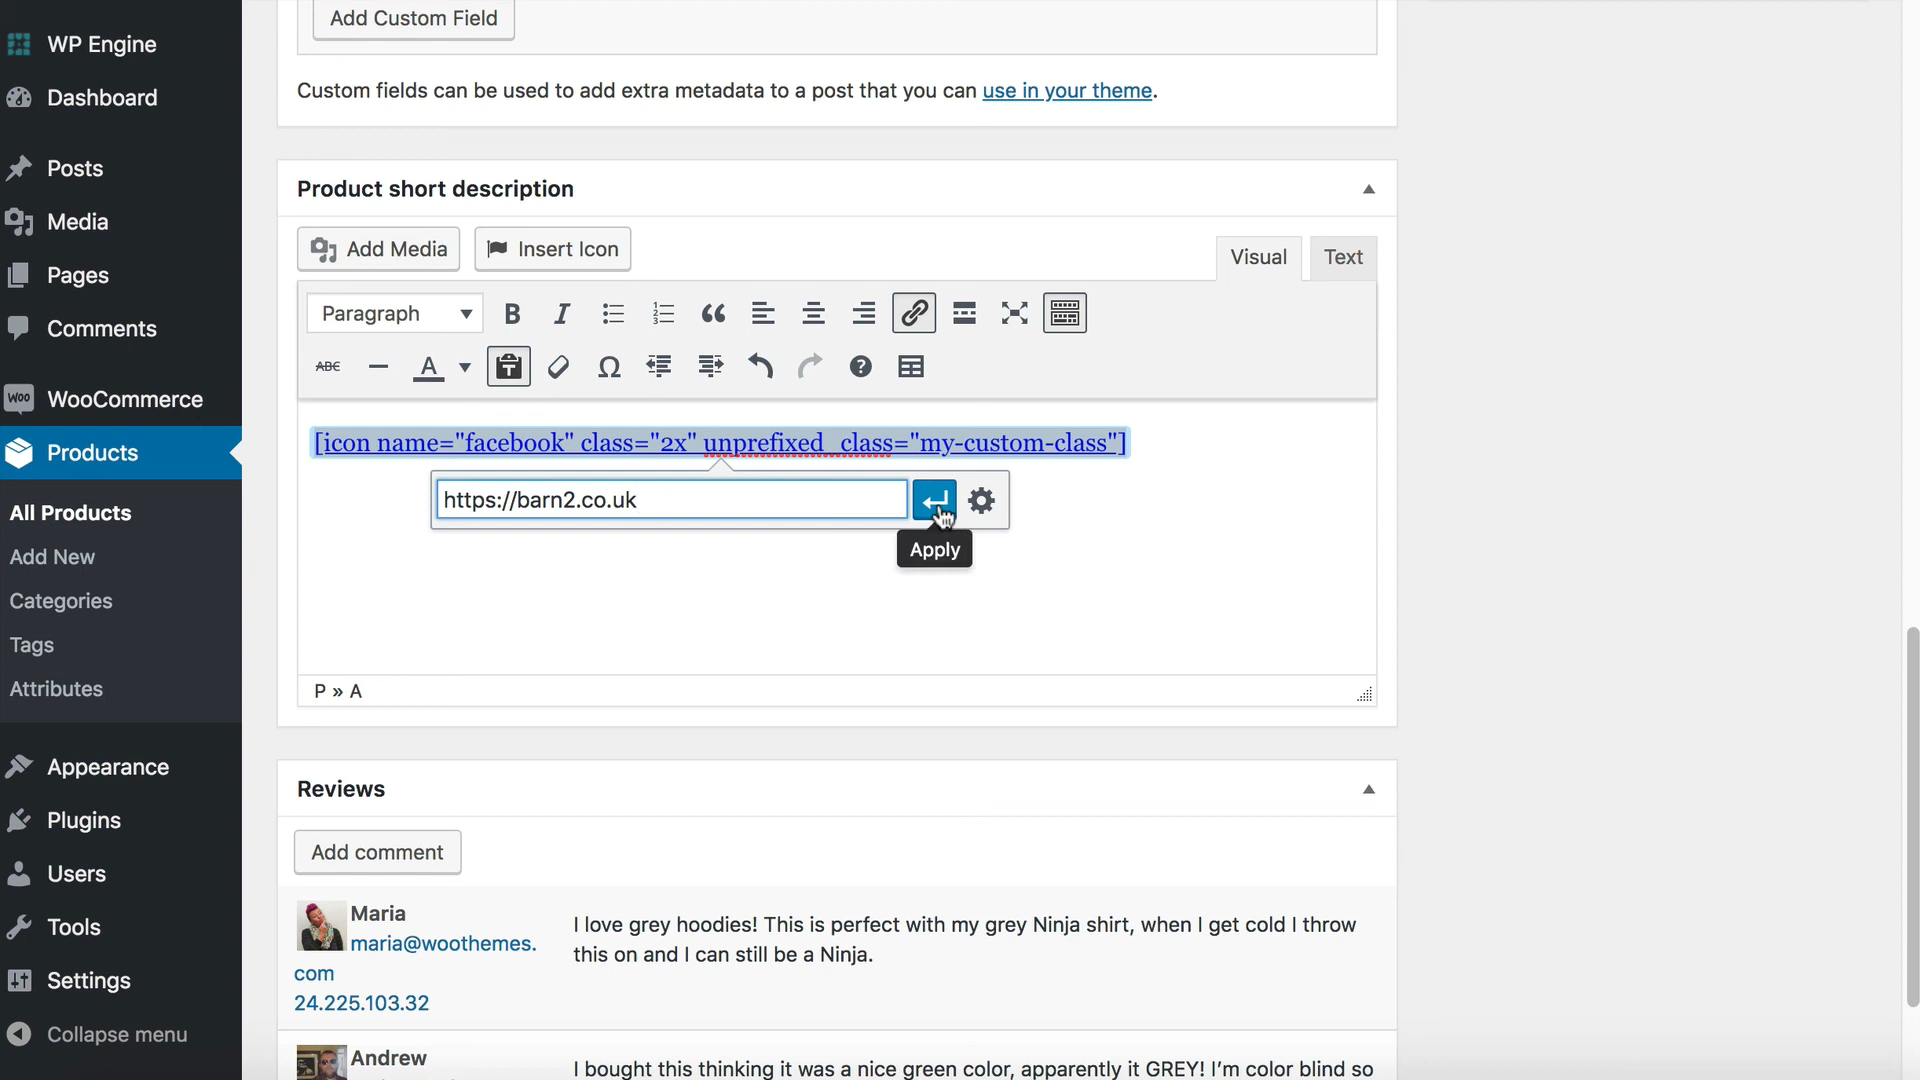 WP Engine
Dashboard
Posts
Media
Pages
Comments
WooCommerce
Products
All Products
Add New
Categories
Tags
Attributes
Appearance
Plugins
Users
Tools
Settings
Collapse menu
Add Custom Field
Custom fields can be used to add extra metadata to a post that you can use in your theme.
Product short description
Add Media
Insert Icon
Visual
Text
Paragraph
B
I
ABC
A
[icon name="facebook" class="2x" unprefixed_class="my-custom-class"]
https://barn2.co.uk
Apply
P » A
Reviews
Add comment
Maria
maria@woothemes.
com
24.225.103.32
I love grey hoodies! This is perfect with my grey Ninja shirt, when I get cold I throw
this on and I can still be a Ninja.
Andrew
I bought this thinking it was a nice green color, apparently it GREY! I'm color blind so